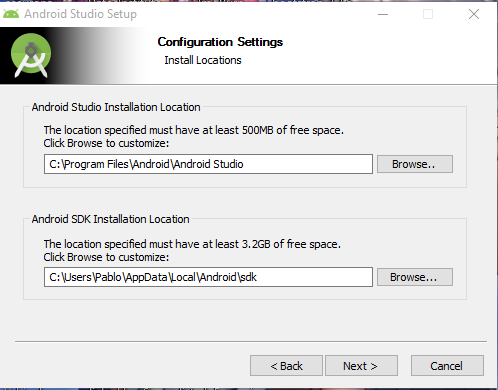 Android Studio Setup
Configuration Settings
Install Locations
Android Studio Installation Location
The location specified must have at least 500MB of free space.
Click Browse to customize:
C:\Program Files\Android\Android Studio
Browse..
Android SDK Installation Location
The location specified must have at least 3.2GB of free space.
Click Browse to customize:
C:\Users\Pablo\AppData\Local\Android\sdk
Browse...
< Back
Next >
Cancel